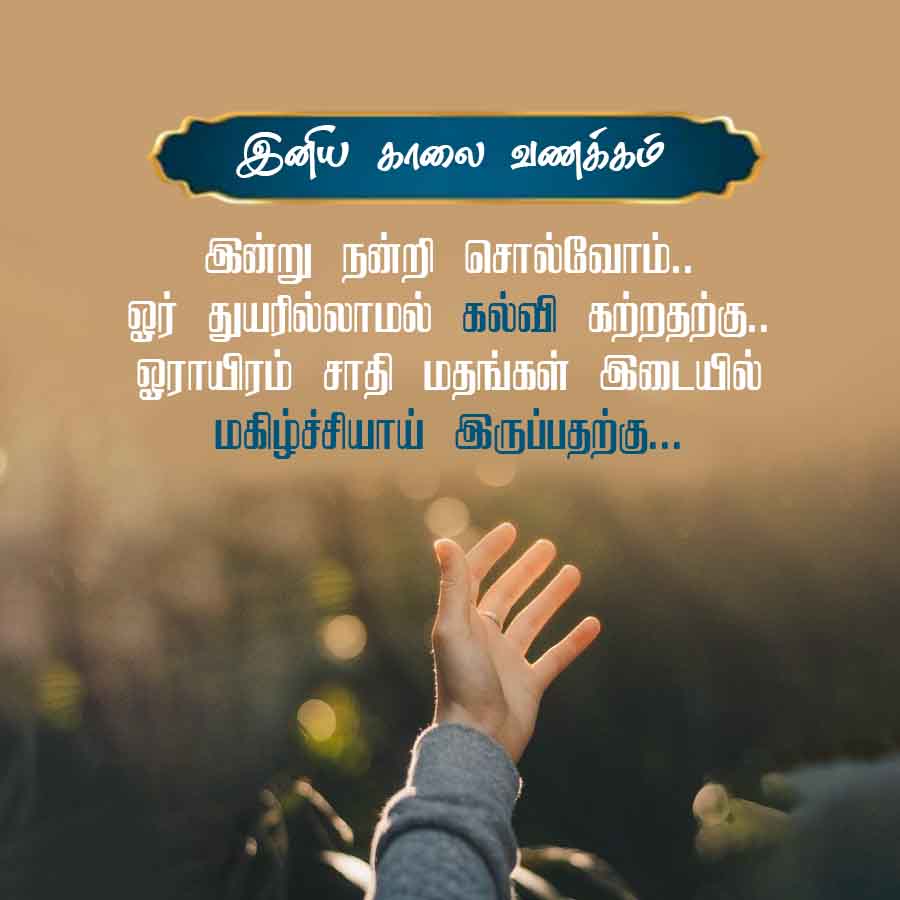 இனிய காலை வணக்கம்
இன்று நன்றி சொல்வோம்..
ஓர் துயரில்லாமல் கல்வி கற்றதற்கு..
ஓராயிரம் சாதி மதங்கள் இடையில்
மகிழ்ச்சியாய் இருப்பதற்கு...